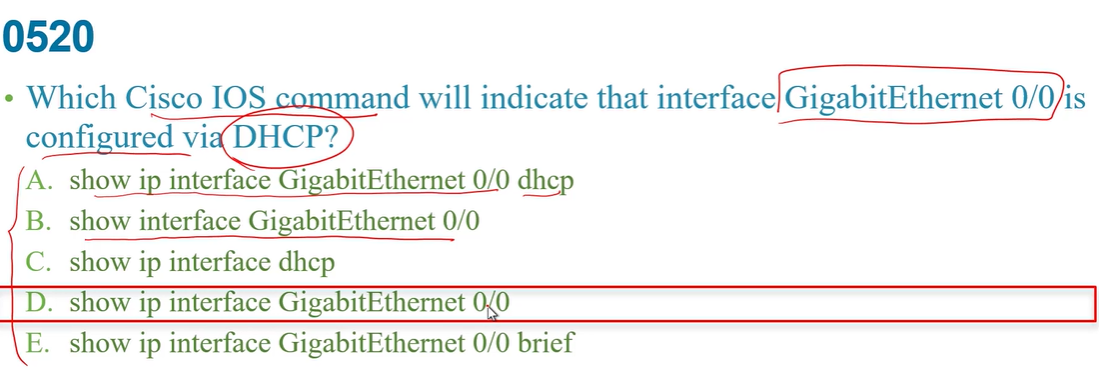 0520
• Which Cisco IOS command will indicate that interface GigabitEthernet 0/0 is
configured via DHCP?
A. show ip interface GigabitEthernet 0/0 dhcp
B. show interface GigabitEthernet 0/0
C. show ip interface dhcp
D. show ip interface GigabitEthernet 0/0
E. show ip interface GigabitEthernet 0/0 brief